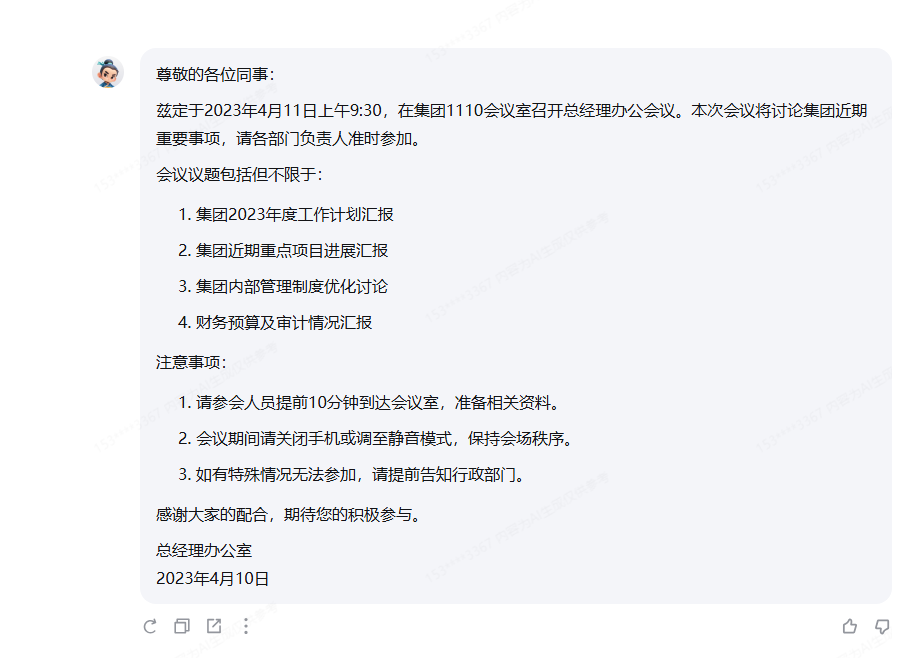 尊敬的各位同事：
兹定于2023年4月11日上午9:30，在集团1110会议室召开总经理办公会议。本次会议将讨论集团近期
重要事项，请各部门负责人准时参加。
会议议题包括但不限于：
1. 集团2023年度工作计划汇报
2. 集团近期重点项目进展汇报
3. 集团内部管理制度优化讨论
4. 财务预算及审计情况汇报
注意事项：
1. 请参会人员提前10分钟到达会议室，准备相关资料。
2. 会议期间请关闭手机或调至静音模式，保持会场秩序。
3. 如有特殊情况无法参加，请提前告知行政部门。
感谢大家的配合，期待您的积极参与。
总经理办公室
2023年4月10日